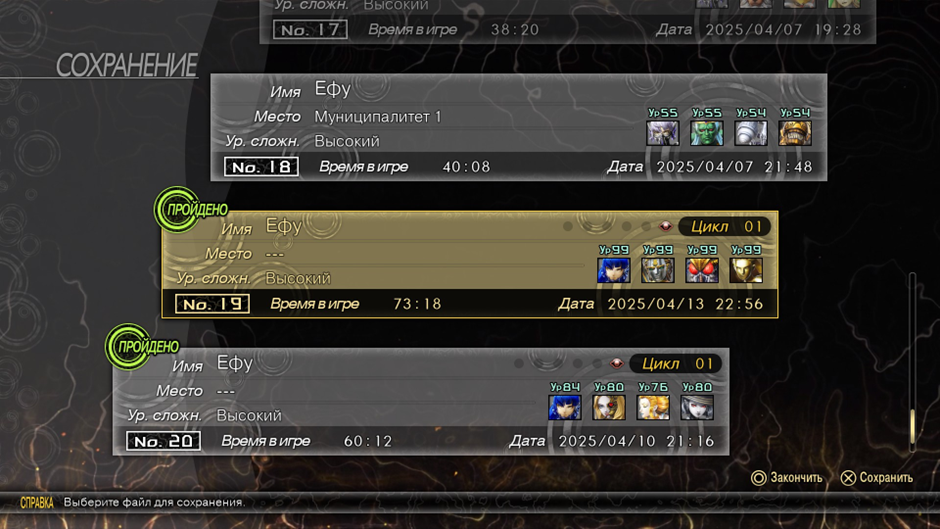 Ур. сложн. Высокий
No. 17 Время в игре 38:20 Дата 2025/04/07 19:28
СОХРАНЕНИЕ
Имя Ефу
Место Муниципалитет 1
Ур55 Ур55 Ур54 Ур54
Ур. сложн. Высокий
No. 18 Время в игре 40:08 Дата 2025/04/07 21:48
ПРОЙДЕНО
Имя Ефу Цикл 01
Место ---
Ур99 Ур99 Ур99 Ур99
Ур. сложн. Высокий
No. 19 Время в игре 73:18 Дата 2025/04/13 22:56
ПРОЙДЕНО
Имя Ефу Цикл 01
Место ---
Ур84 Ур80 Ур76 Ур80
Ур. сложн. Высокий
No. 20 Время в игре 60:12 Дата 2025/04/10 21:16
Закончить Сохранить
СПРАВКА Выберите файл для сохранения.